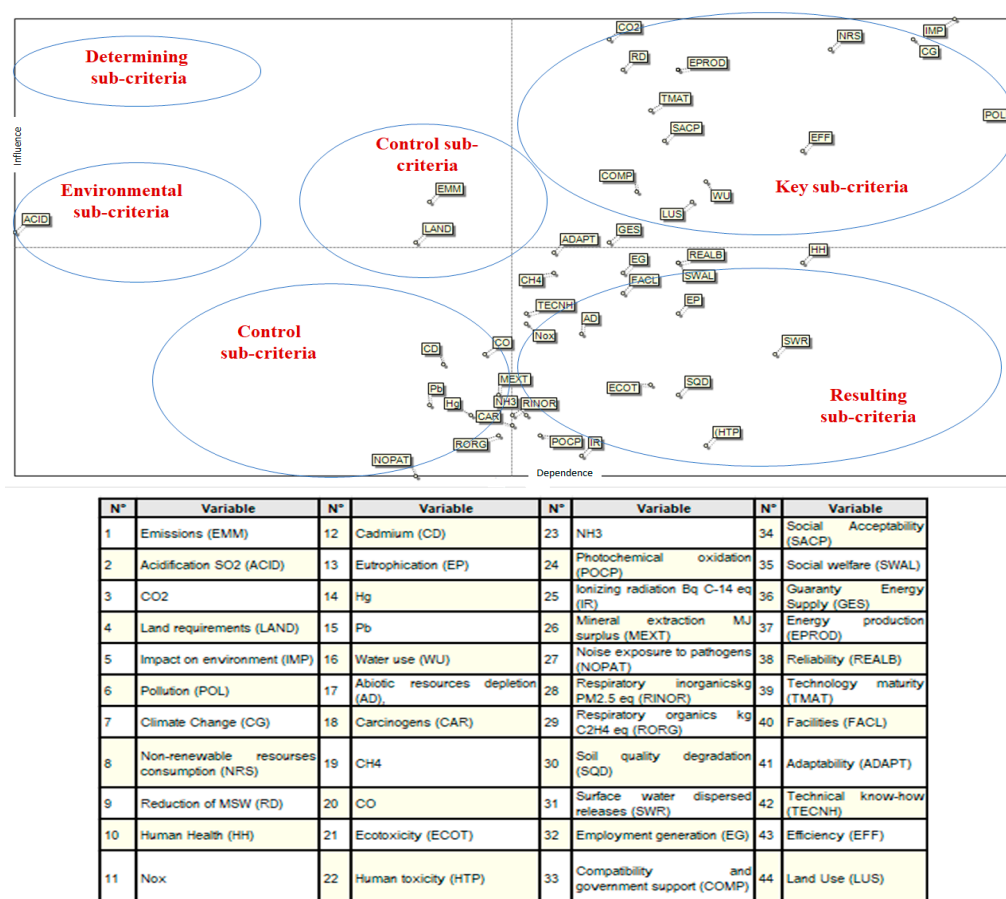 CO2
IMP
NRS
CG
Determining
sub-criteria
RD
EPROD
TMAT
POL
Influence
SACP
Control sub-
criteria
EFF
COMP
Key sub-criteria
Environmental
sub-criteria
EMM
WU
ACID
LUS
LAND
GES
ADAPT
HH
EG
REALB
CH4
FACL
SWAL
TECNH
EP
AD
Control
sub-criteria
Nox
CO
SWR
CD
MEXT
ECOT
SQD
Pb
Resulting
sub-criteria
Hg
NH3
RINOR
CAR
(HTP
RORG
POCP
IR
NOPAT
Dependence
N° Variable N° Variable N° Variable N° Variable
1 Emissions (EMM) 12 Cadmium (CD) 23 NH3 34 Social Acceptability
(SACP)
2 Acidification SO2 (ACID) 13 Eutrophication (EP) 24 Photochemical oxidation
(POCP) 35 Social welfare (SWAL)
3 CO2 14 Hg 25 Ionizing radiation Bq C-14 eq
(IR) 36 Guaranty Energy
Supply (GES)
4 Land requirements (LAND) 15 Pb 26 Mineral extraction MJ
surplus (MEXT) 37 Energy production
(EPROD)
5 Impact on environment (IMP) 16 Water use (WU) 27 Noise exposure to pathogens
(NOPAT) 38 Reliability (REALB)
6 Pollution (POL) 17 Abiotic resources depletion
(AD), 28 Respiratory inorganicskg
PM2.5 eq (RINOR) 39 Technology maturity
(TMAT)
7 Climate Change (CG) 18 Carcinogens (CAR) 29 Respiratory organics kg
C2H4 eq (RORG) 40 Facilities (FACL)
8 Non-renewable resourses
consumption (NRS) 19 CH4 30 Soil quality degradation
(SQD) 41 Adaptability (ADAPT)
9 Reduction of MSW (RD) 20 CO 31 Surface water dispersed
releases (SWR) 42 Technical know-how
(TECNH)
10 Human Health (HH) 21 Ecotoxicity (ECOT) 32 Employment generation (EG) 43 Efficiency (EFF)
11 Nox 22 Human toxicity (HTP) 33 Compatibility and
government support (COMP) 44 Land Use (LUS)